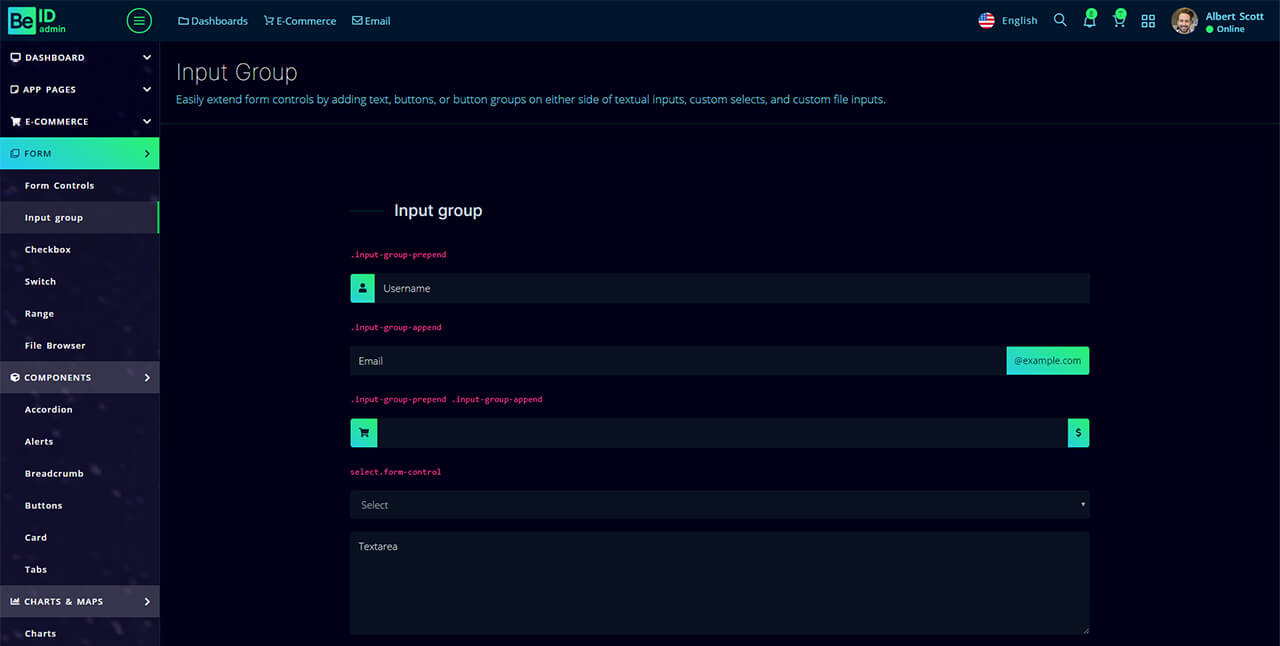 Be ID admin
Dashboards E-Commerce Email
English
Albert Scott
Online
DASHBOARD
APP PAGES
E-COMMERCE
FORM
Form Controls
Input group
Checkbox
Switch
Range
File Browser
COMPONENTS
Accordion
Alerts
Breadcrumb
Buttons
Card
Tabs
CHARTS & MAPS
Charts
Input Group
Easily extend form controls by adding text, buttons, or button groups on either side of textual inputs, custom selects, and custom file inputs.
Input group
.input-group-prepend
Username
.input-group-append
Email @example.com
.input-group-prepend .input-group-append
$
select.form-control
Select
Textarea